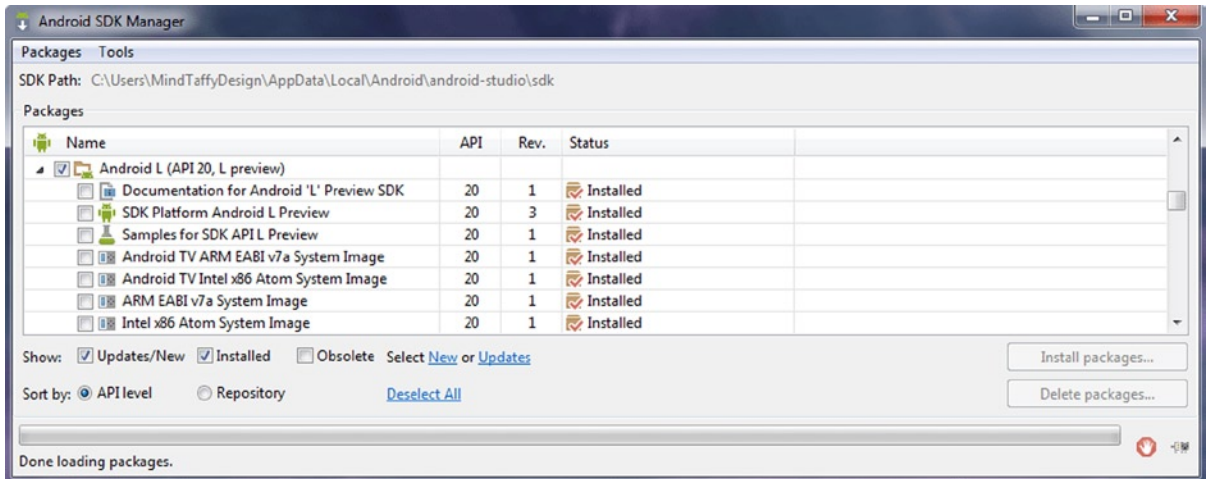 Android SDK Manager
Packages Tools
SDK Path: C:\Users\MindTaffyDesign\AppData\Local\Android\android-studio\sdk
Packages
Name API Rev. Status
Android L (API 20, L preview)
Documentation for Android 'L' Preview SDK 20 1 Installed
SDK Platform Android L Preview 20 3 Installed
Samples for SDK API L Preview 20 1 Installed
Android TV ARM EABI v7a System Image 20 1 Installed
Android TV Intel x86 Atom System Image 20 1 Installed
ARM EABI v7a System Image 20 1 Installed
Intel x86 Atom System Image 20 1 Installed
Show: Updates/New Installed Obsolete Select New or Updates Install packages...
Sort by: API level Repository Deselect All Delete packages...
Done loading packages.